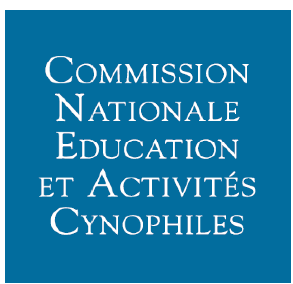 COMMISSION
NATIONALE
EDUCATION
ET ACTIVITÉS
CYNOPHILES